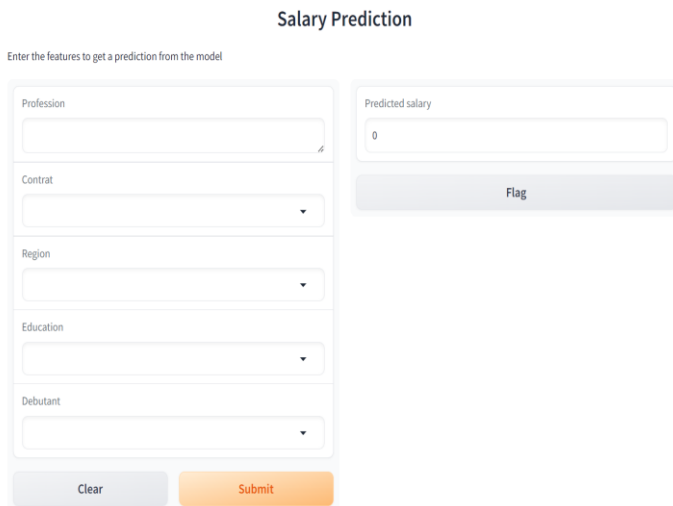 Salary Prediction
Enter the features to get a prediction from the model
Profession
Contrat
Region
Education
Debutant
Clear
Submit
Predicted salary
0
Flag